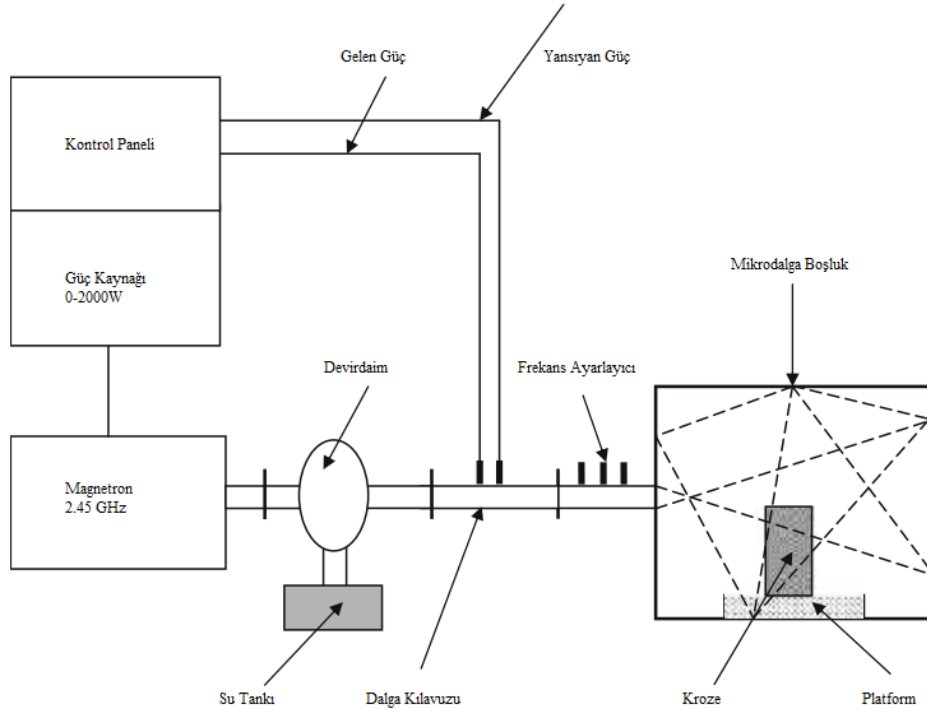 Gelen Güç
Yansıyan Güç
Kontrol Paneli
Güç Kaynağı
0-2000W
Mikrodalga Boşluk
Devirdaim
Frekans Ayarlayıcı
Magnetron
2.45 GHz
Su Tankı
Dalga Kılavuzu
Kroze
Platform